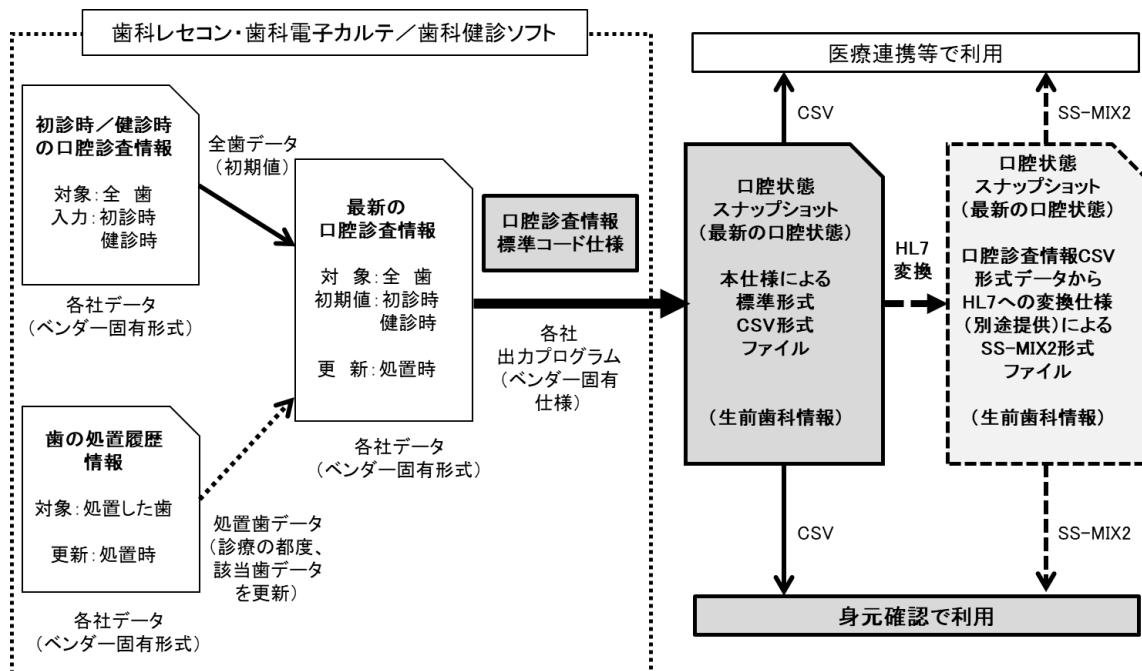 歯科レセコン・歯科電子カルテ／歯科健診ソフト
初診時／健診時
の口腔診査情報
対象：全　歯
入力：初診時
健診時
各社データ
（ベンダー固有形式）
全歯データ
（初期値）
歯の処置履歴
情報
対象：処置した歯
更新：処置時
各社データ
（ベンダー固有形式）
処置歯データ
（診療の都度、
該当歯データ
を更新）
最新の
口腔診査情報
対　象：全　歯
初期値：初診時
健診時
更　新：処置時
各社データ
（ベンダー固有形式）
口腔診査情報
標準コード仕様
各社
出力プログラム
（ベンダー固有
仕様）
医療連携等で利用
CSV
SS-MIX2
口腔状態
スナップショット
（最新の口腔状態）
本仕様による
標準形式
CSV形式
ファイル
（生前歯科情報）
HL7
変換
口腔状態
スナップショット
（最新の口腔状態）
口腔診査情報CSV
形式データから
HL7への変換仕様
（別途提供）による
SS-MIX2形式
ファイル
（生前歯科情報）
CSV
SS-MIX2
身元確認で利用